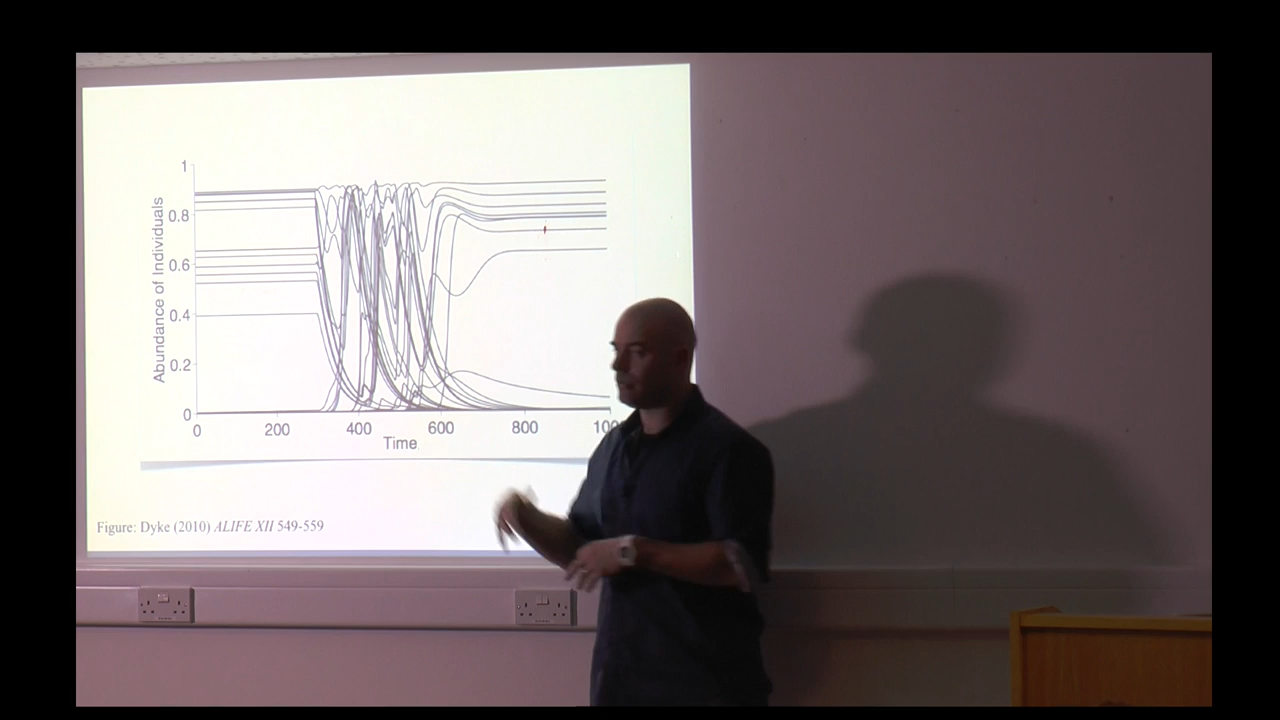 1
0.8
0.6
0.4
0.2
0
Abundance of Individuals
0 200 400 600 800 100
Time
Figure: Dyke (2010) ALIFE XII 549-559